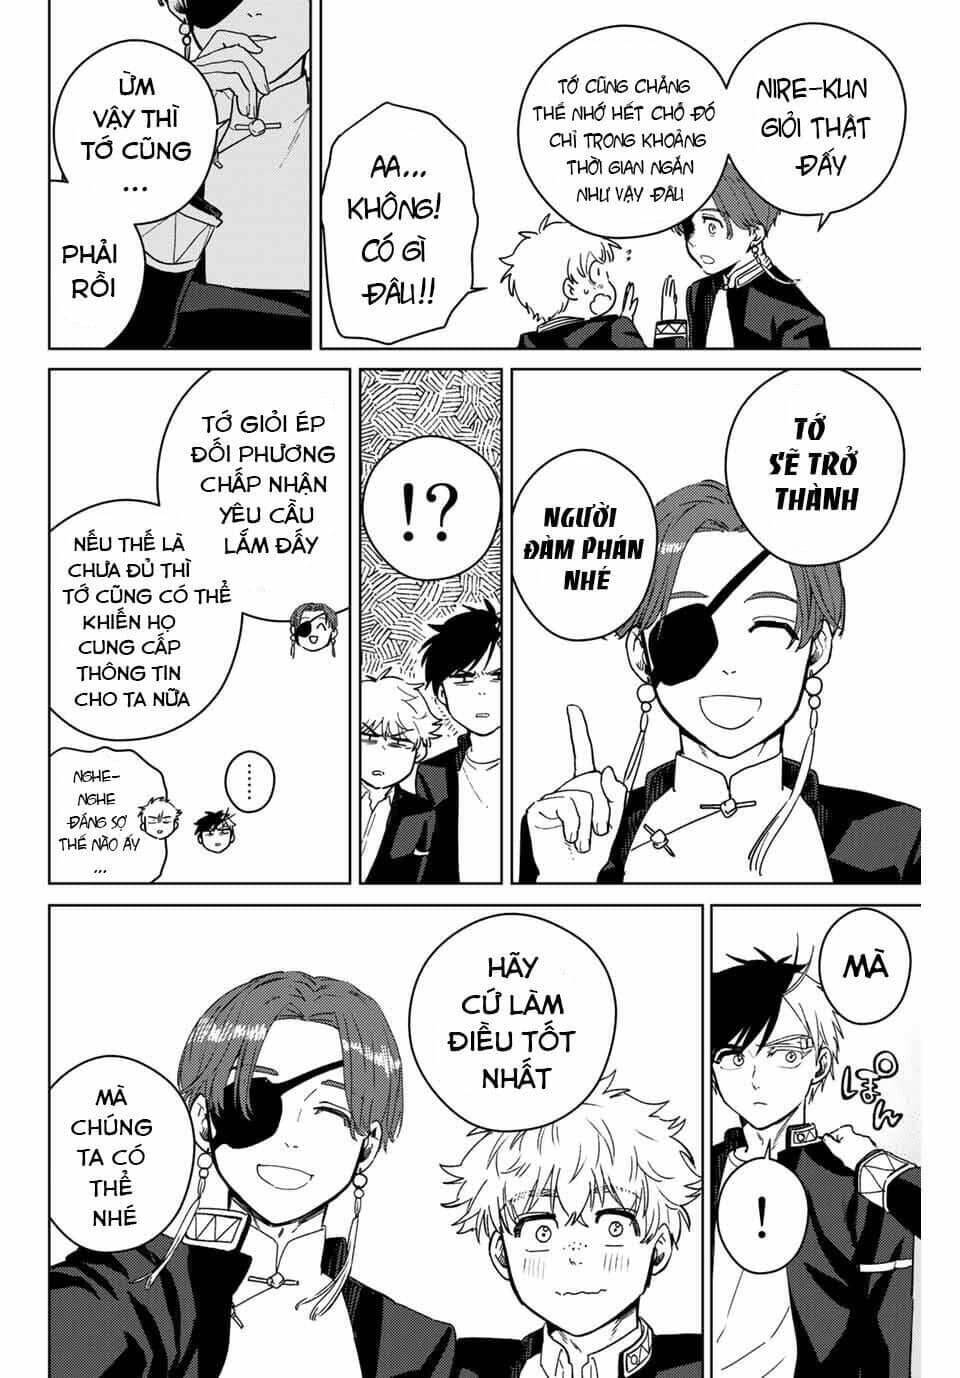 NIRE-KUN
GIỎI THẬT
ĐẤY
TỚ CŨNG CHẲNG
THỂ NHỚ HẾT CHỖ ĐÓ
CHỈ TRONG KHOẢNG
THỜI GIAN NGẮN
NHƯ VẬY ĐÂU
AA...
KHÔNG!
CÓ GÌ
ĐÂU!!
ỪM
VẬY THÌ
TỚ CŨNG
...
PHẢI
RỒI
TỚ
SẼ TRỞ
THÀNH
NGƯỜI
ĐÀM PHÁN
NHÉ
!?
TỚ GIỎI ÉP
ĐỐI PHƯƠNG
CHẤP NHẬN
YÊU CẦU
LẮM ĐẤY
NẾU THẾ LÀ
CHƯA ĐỦ THÌ
TỚ CŨNG CÓ THỂ
KHIẾN HỌ
CUNG CẤP
THÔNG TIN
CHO TA NỮA
......
NGHE-
NGHE
ĐÁNG SỢ
THẾ NÀO ẤY
...
MÀ
ぽん
!
HÃY
CỨ LÀM
ĐIỀU TỐT
NHẤT
MÀ
CHÚNG
TA CÓ
THỂ
NHÉ